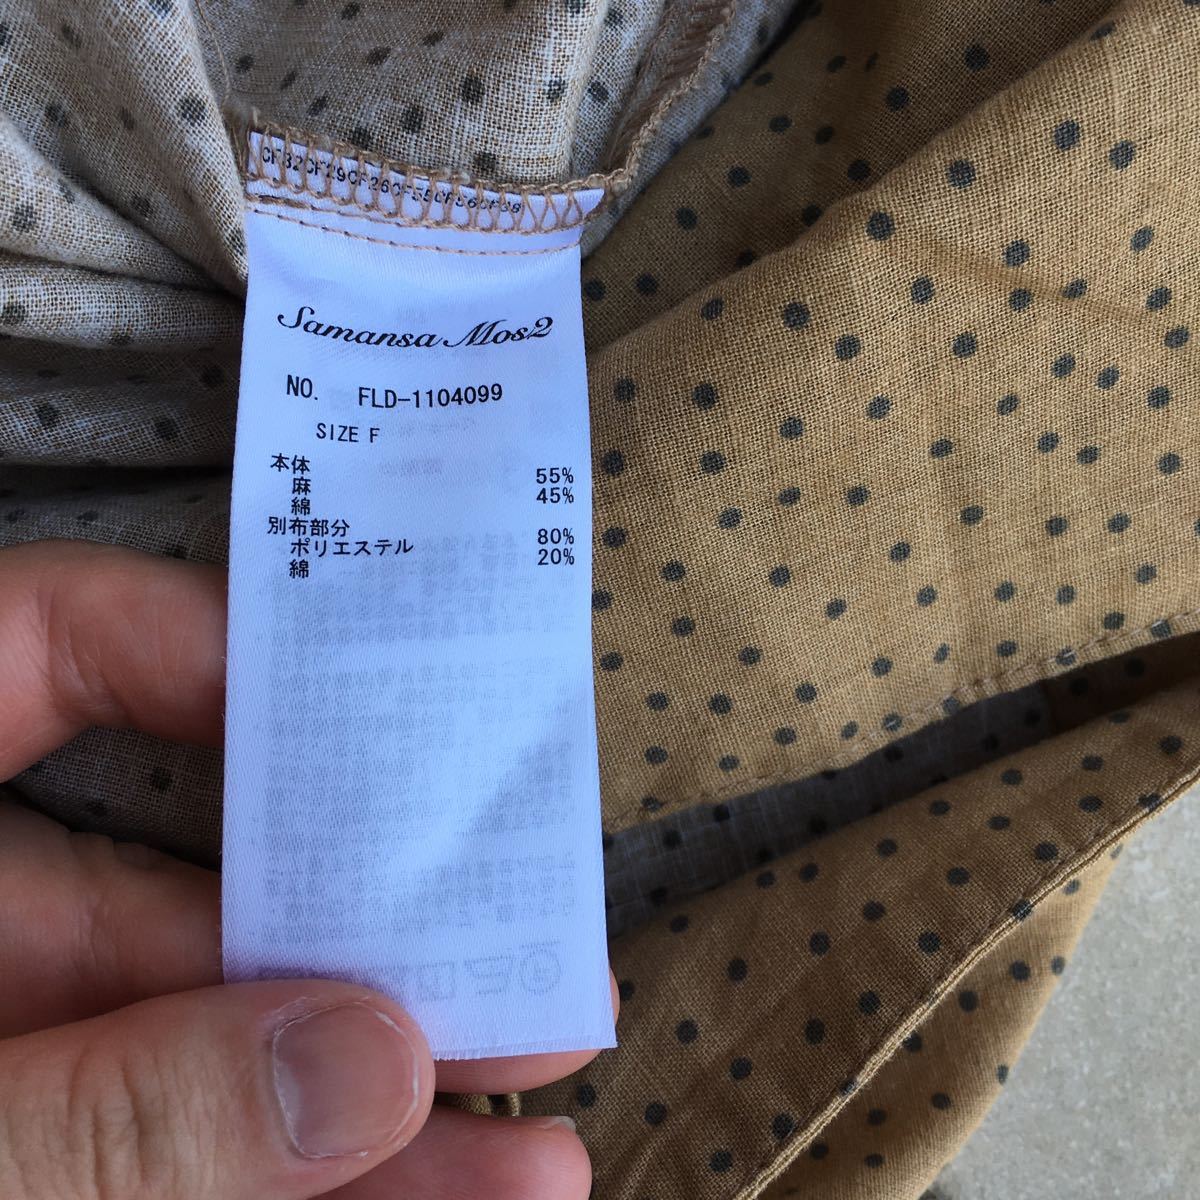 CF32CF29CF26CF55CF56CF38
Samansa Mos2
NO. FLD-1104099
SIZE F
本体
麻 55%
綿 45%
別布部分
ポリエステル 80%
綿 20%